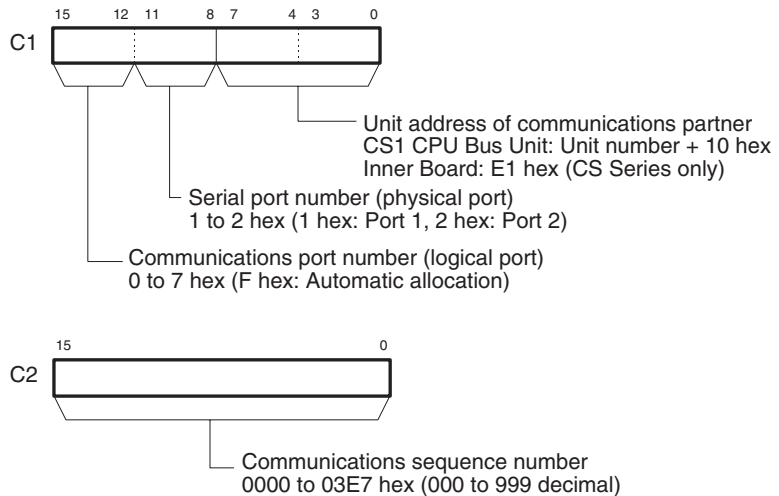 15 12 11 8 7 4 3 0
C1
Unit address of communications partner
CS1 CPU Bus Unit: Unit number + 10 hex
Inner Board: E1 hex (CS Series only)
Serial port number (physical port)
1 to 2 hex (1 hex: Port 1, 2 hex: Port 2)
Communications port number (logical port)
0 to 7 hex (F hex: Automatic allocation)
15 0
C2
Communications sequence number
0000 to 03E7 hex (000 to 999 decimal)